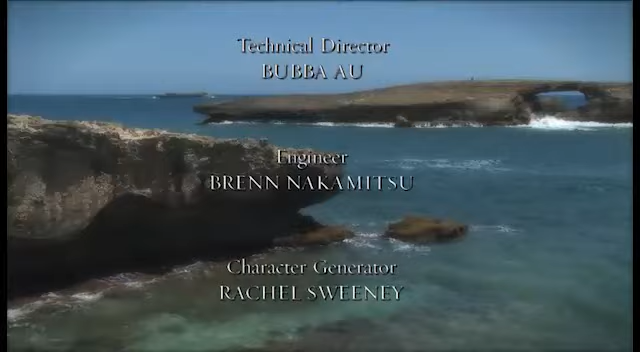 Technical Director
BUBBA AU
Engineer
BRENN NAKAMITSU
Character Generator
RACHEL SWEENEY